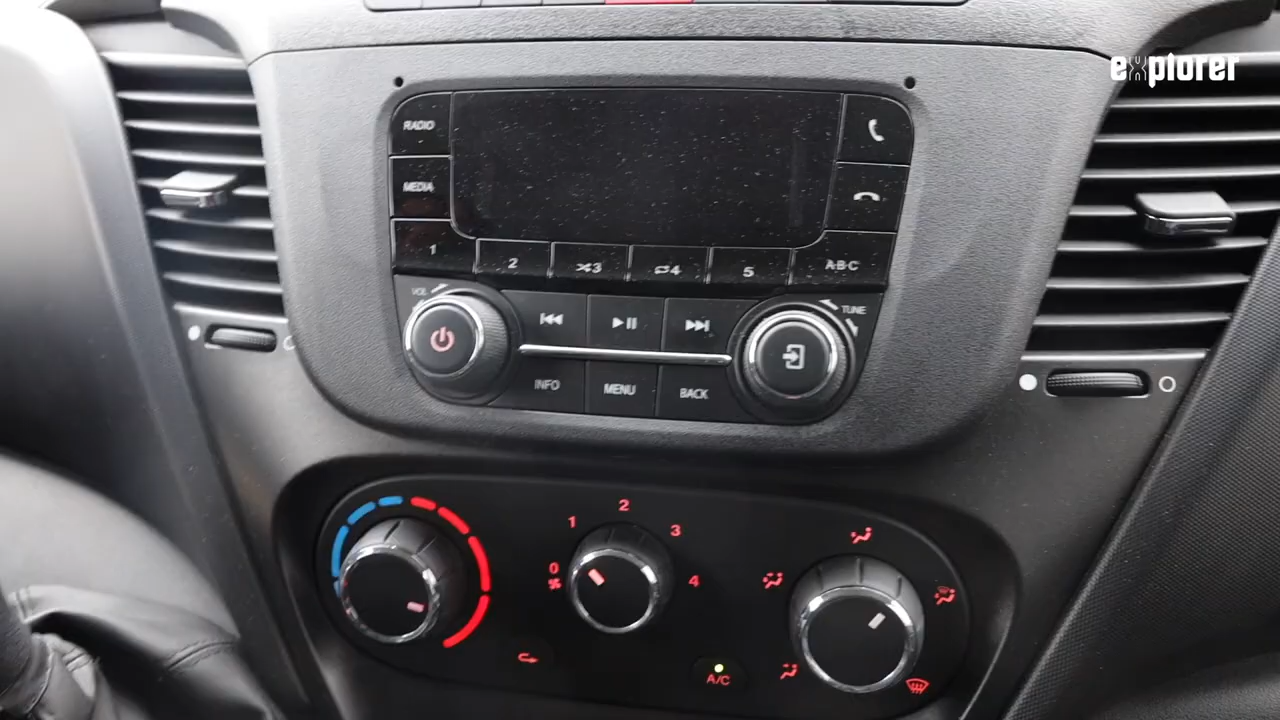 explorer
RADIO
MEDIA
1
2
3
4
5
ABC
VOL
TUNE
INFO
MENU
BACK
0
1
2
3
4
A/C